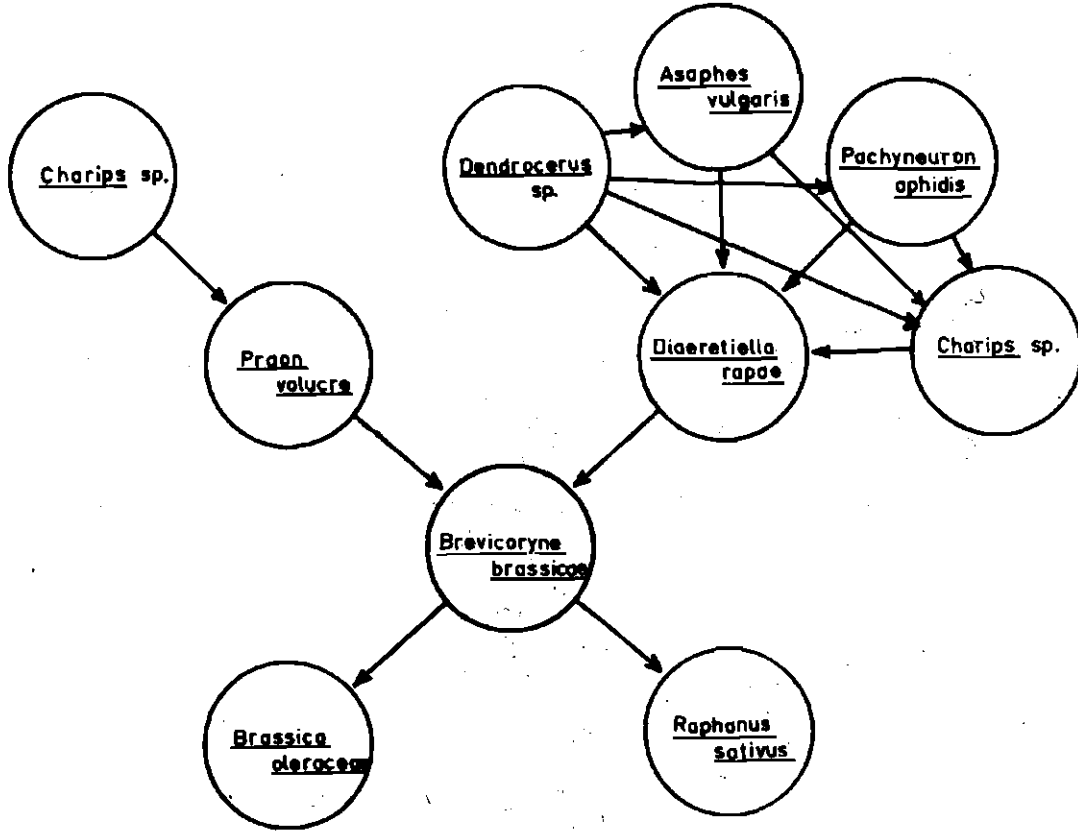 Asaphes
vulgaris
Charips sp.
Dendrocerus
sp.
Pachyneuron
aphidis
Praon
volucre
Diaeretiella
rapae
Charips sp.
Brevicoryne
brassicae
Brassica
oleracea
Raphanus
sativus